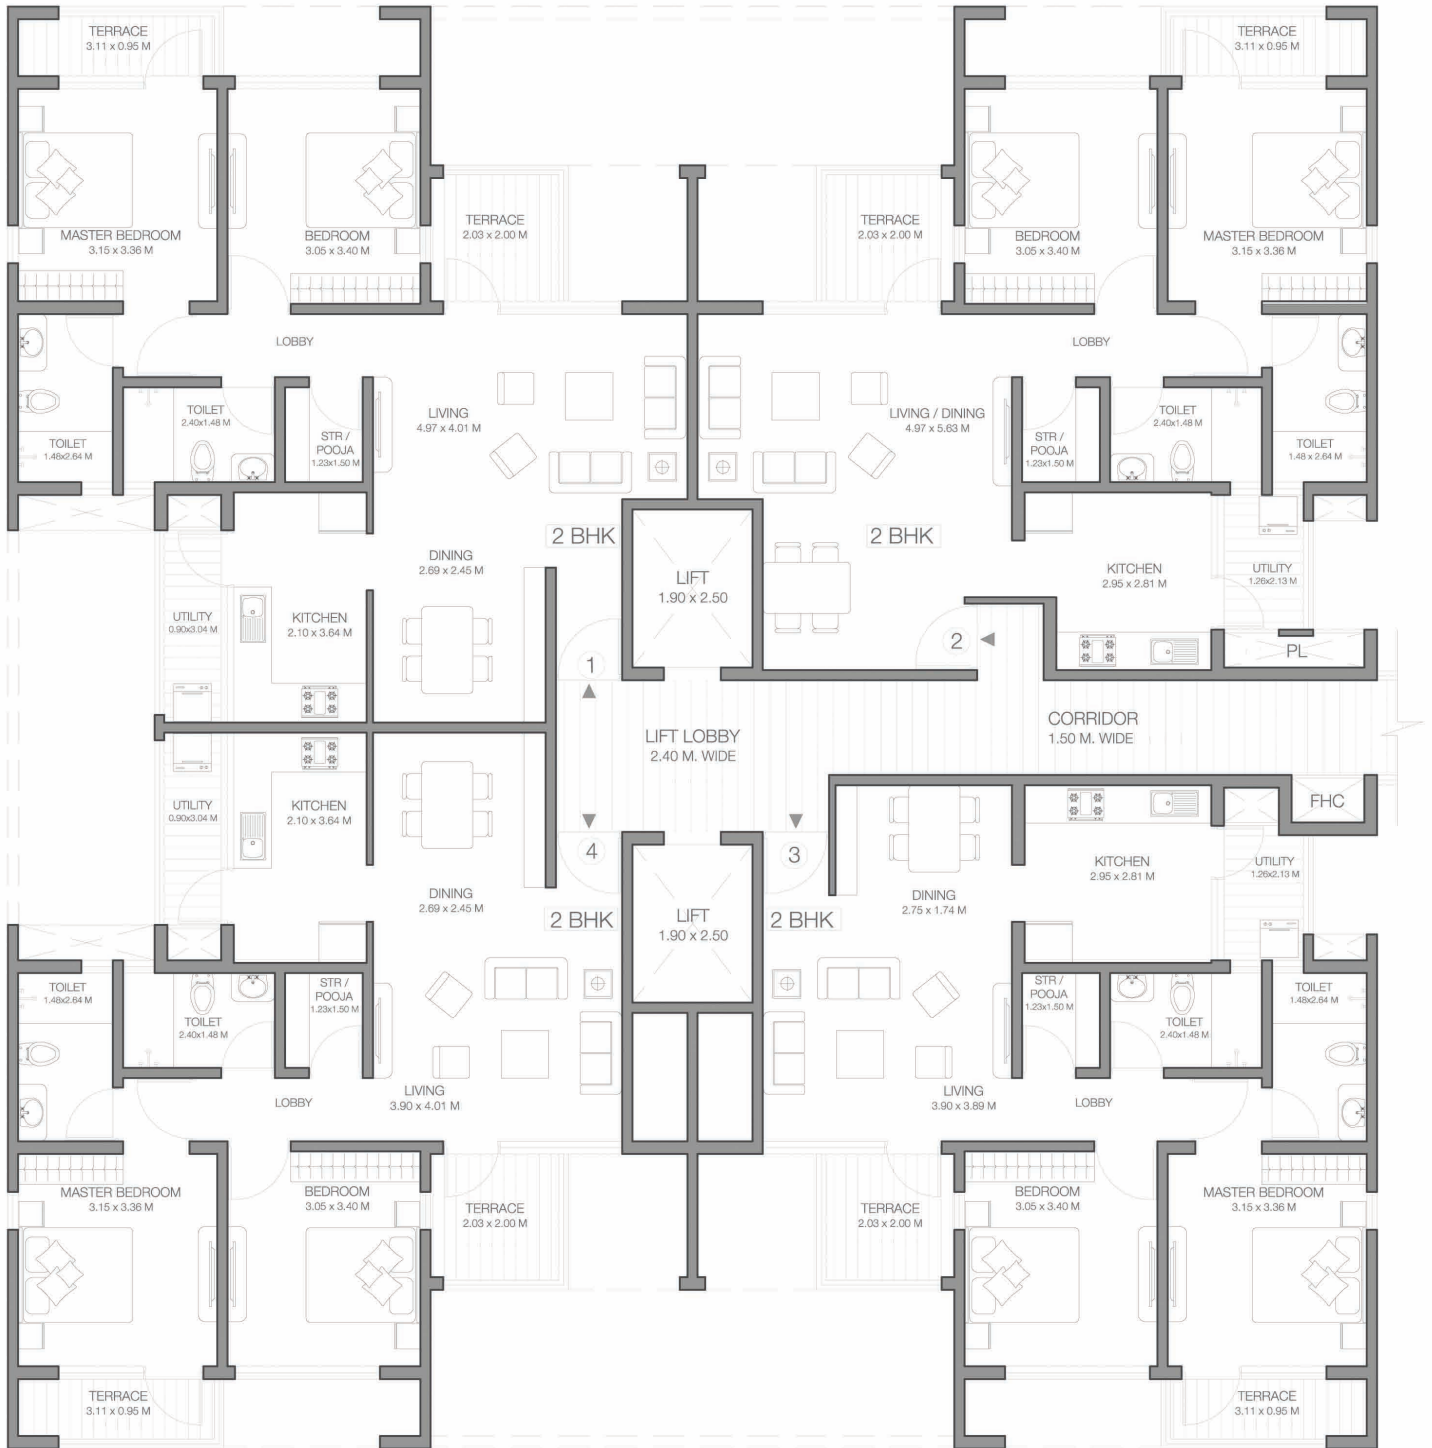 TERRACE
3.11 x 0.95 M
TERRACE
3.11 x 0.95 M
TERRACE
2.03 x 2.00 M
TERRACE
2.03 x 2.00 M
MASTER BEDROOM
3.15 x 3.36 M
BEDROOM
3.05 x 3.40 M
BEDROOM
3.05 x 3.40 M
MASTER BEDROOM
3.15 x 3.36 M
LOBBY
LOBBY
TOILET
2.40x1.48 M
LIVING
4.97 x 4.01 M
LIVING / DINING
4.97 x 5.63 M
TOILET
2.40x1.48 M
TOILET
1.48x2.64 M
STR /
POOJA
1.23x1.50 M
STR /
POOJA
1.23x1.50 M
TOILET
1.48 x 2.64 M
2 BHK
2 BHK
DINING
2.69 x 2.45 M
LIFT
1.90 x 2.50
KITCHEN
2.95 x 2.81 M
UTILITY
1.26x2.13 M
UTILITY
0.90x3.04 M
KITCHEN
2.10 x 3.64 M
1
2
PL
LIFT LOBBY
2.40 M. WIDE
CORRIDOR
1.50 M. WIDE
UTILITY
0.90x3.04 M
KITCHEN
2.10 x 3.64 M
FHC
4
3
DINING
2.69 x 2.45 M
KITCHEN
2.95 x 2.81 M
UTILITY
1.26x2.13 M
DINING
2.75 x 1.74 M
2 BHK
LIFT
1.90 x 2.50
2 BHK
TOILET
1.48x2.64 M
STR /
POOJA
1.23x1.50 M
STR /
POOJA
1.23x1.50 M
TOILET
1.48x2.64 M
TOILET
2.40x1.48 M
TOILET
2.40x1.48 M
LOBBY
LIVING
3.90 x 4.01 M
LIVING
3.90 x 3.89 M
LOBBY
MASTER BEDROOM
3.15 x 3.36 M
BEDROOM
3.05 x 3.40 M
BEDROOM
3.05 x 3.40 M
MASTER BEDROOM
3.15 x 3.36 M
TERRACE
2.03 x 2.00 M
TERRACE
2.03 x 2.00 M
TERRACE
3.11 x 0.95 M
TERRACE
3.11 x 0.95 M